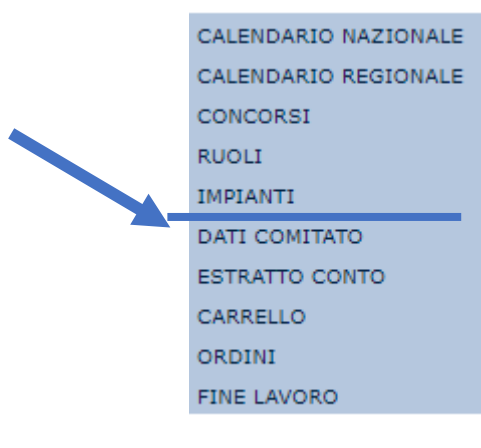 CALENDARIO NAZIONALE
CALENDARIO REGIONALE
CONCORSI
RUOLI
IMPIANTI
DATI COMITATO
ESTRATTO CONTO
CARRELLO
ORDINI
FINE LAVORO